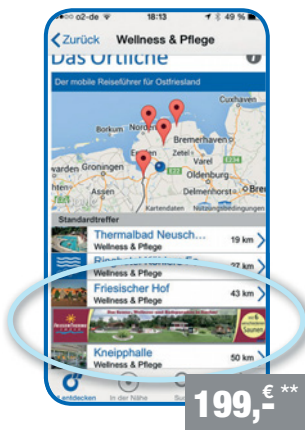 o2-de 18:13 49 %
Zurück Wellness & Pflege
Das Örtliche
Der mobile Reiseführer für Ostfriesland
Cuxhaven
Borkum
Bremerhaven
Zetel
Varel
Groningen
Oldenburg
Assen
Delmenhorst
Kartendaten Nutzungsbedingungen
Standardtreffer
Thermalbad Neusch...
Wellness & Pflege
19 km
27 km
Wellness & Pflege
Friesischer Hof
Wellness & Pflege
43 km
Saunen
Kneipphalle
Wellness & Pflege
50 km
entdecken In der Nähe
199,- € **